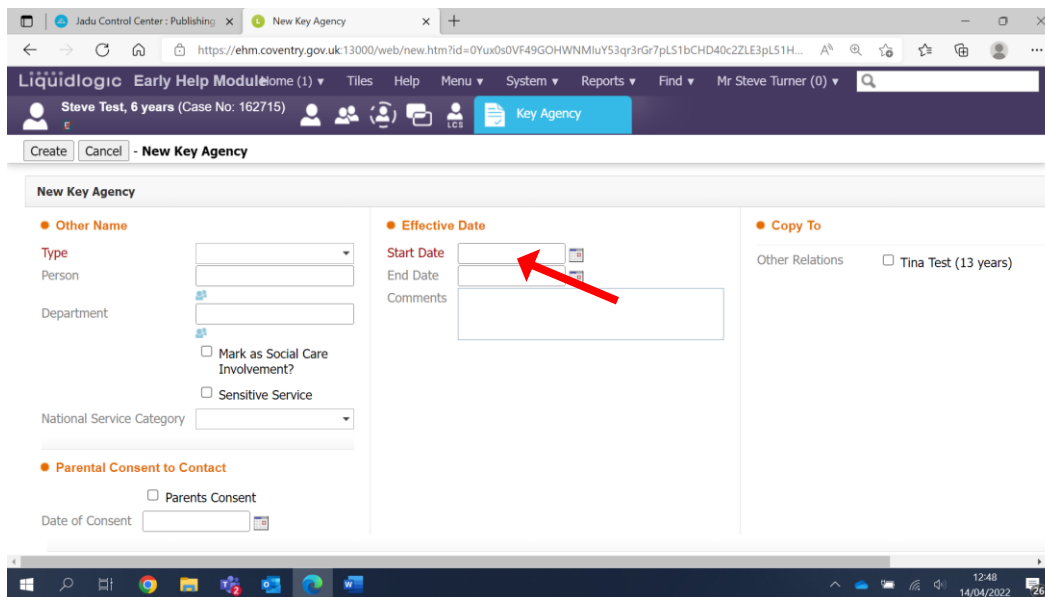 Jadu Control Center : Publishing
New Key Agency
https://ehm.coventry.gov.uk:13000/web/new.htm?id=0Yux0s0VF49GOHWNMIuY53qr3rGr7pLS1bCHD40c2ZLE3pL51H...
Liquidlogic Early Help Module Home (1) Tiles Help Menu System Reports Find Mr Steve Turner (0)
Steve Test, 6 years (Case No: 162715)
E
LCS
Key Agency
Create Cancel - New Key Agency
New Key Agency
Other Name
Type
Person
Department
Mark as Social Care
Involvement?
Sensitive Service
National Service Category
Parental Consent to Contact
Parents Consent
Date of Consent
Effective Date
Start Date
End Date
Comments
Copy To
Other Relations
Tina Test (13 years)
12:48
14/04/2022
26